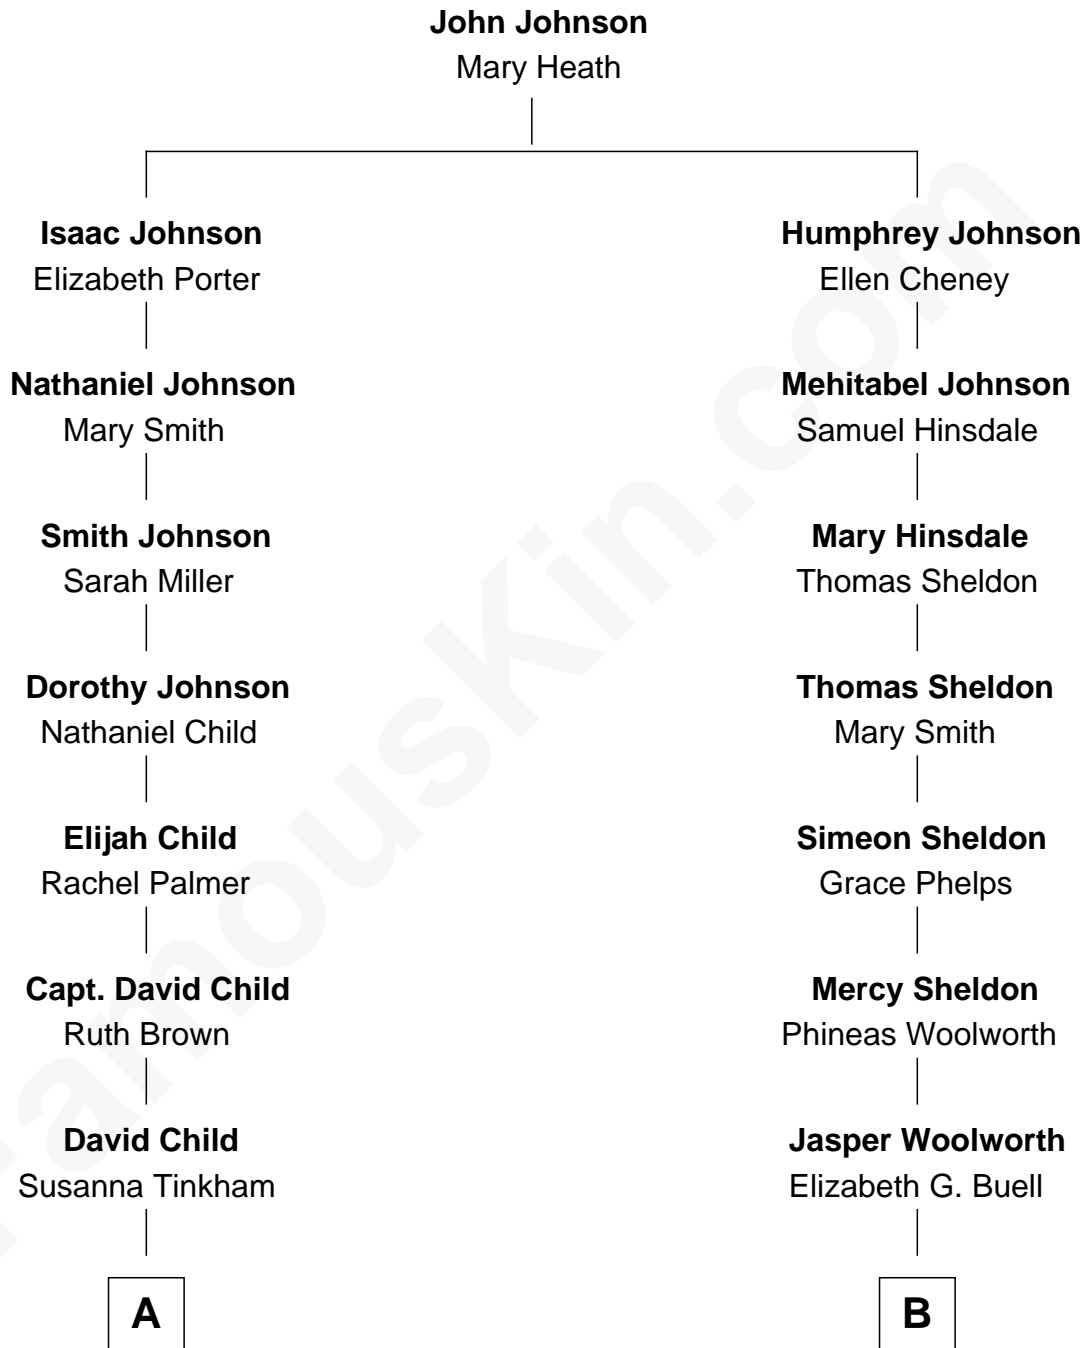 John Johnson
Mary Heath
Isaac Johnson
Elizabeth Porter
Nathaniel Johnson
Mary Smith
Smith Johnson
Sarah Miller
Dorothy Johnson
Nathaniel Child
Elijah Child
Rachel Palmer
Capt. David Child
Ruth Brown
David Child
Susanna Tinkham
A
Humphrey Johnson
Ellen Cheney
Mehitabel Johnson
Samuel Hinsdale
Mary Hinsdale
Thomas Sheldon
Thomas Sheldon
Mary Smith
Simeon Sheldon
Grace Phelps
Mercy Sheldon
Phineas Woolworth
Jasper Woolworth
Elizabeth G. Buell
B
FamousKin.com